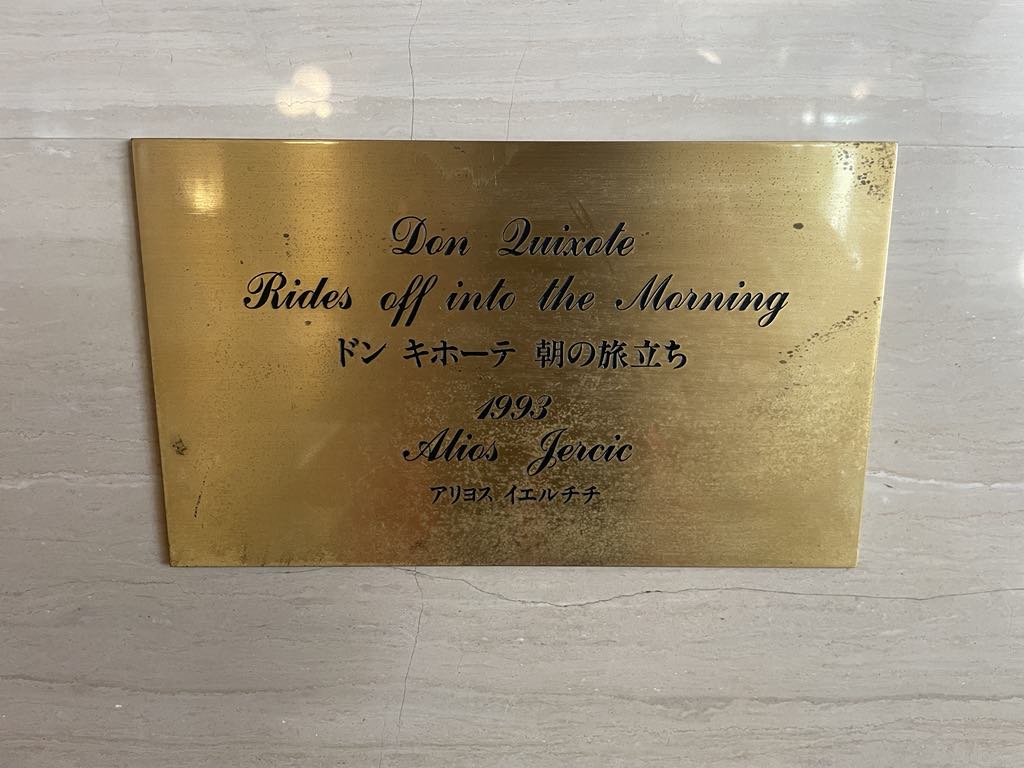 Don Quixote
Rides off into the Morning
ドン キホーテ 朝の旅立ち
1993
Alios Jercic
アリヨス イエルチチ